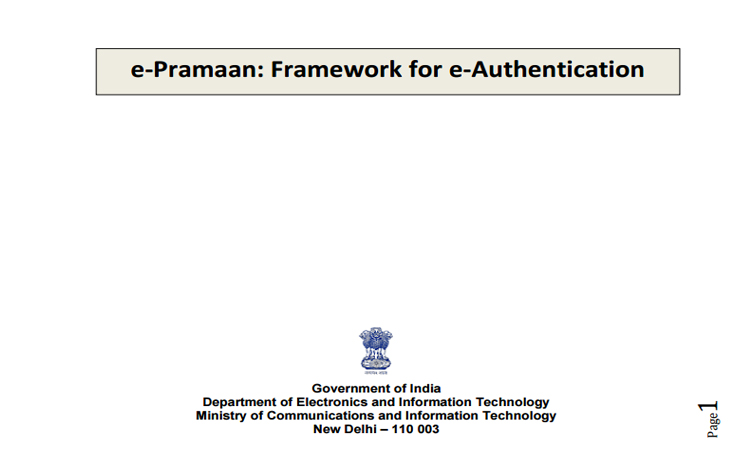 e-Pramaan: Framework for e-Authentication
Government of India
Department of Electronics and Information Technology
Ministry of Communications and Information Technology
New Delhi – 110 003
Page 1